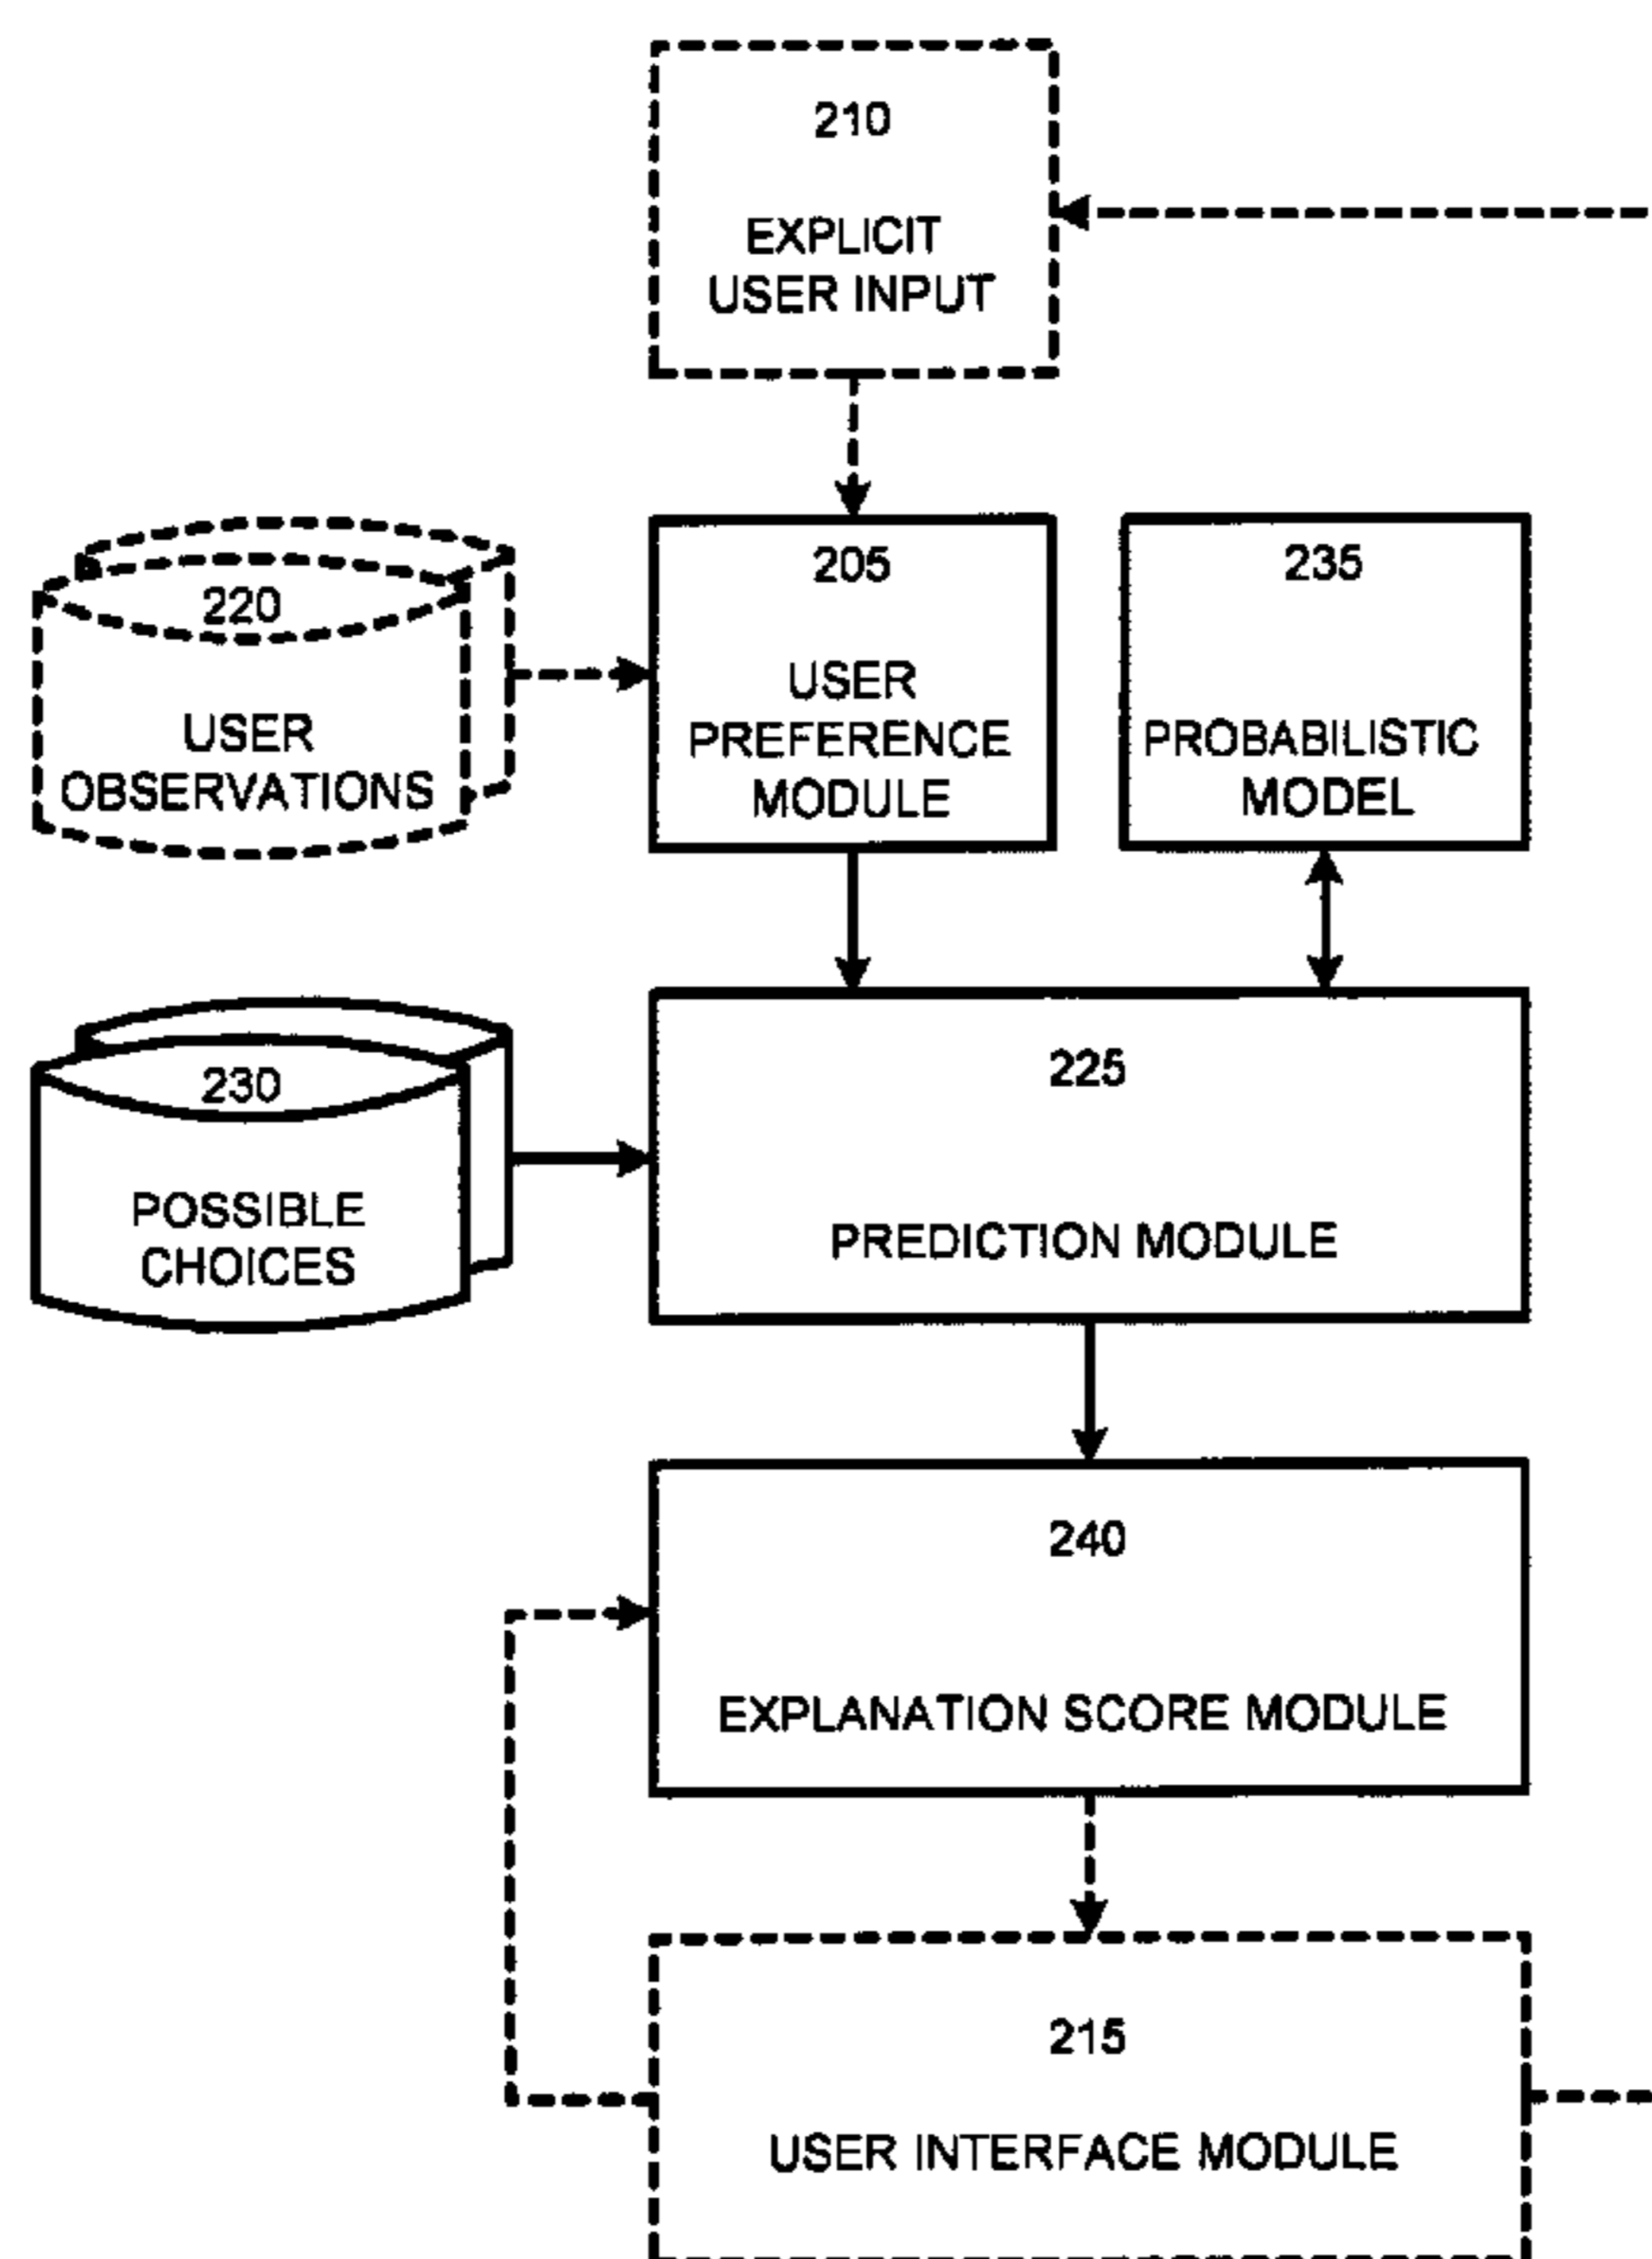 210
EXPLICIT
USER INPUT
220
USER
OBSERVATIONS
205
USER
PREFERENCE
MODULE
235
PROBABILISTIC
MODEL
230
POSSIBLE
CHOICES
225
PREDICTION MODULE
240
EXPLANATION SCORE MODULE
215
USER INTERFACE MODULE